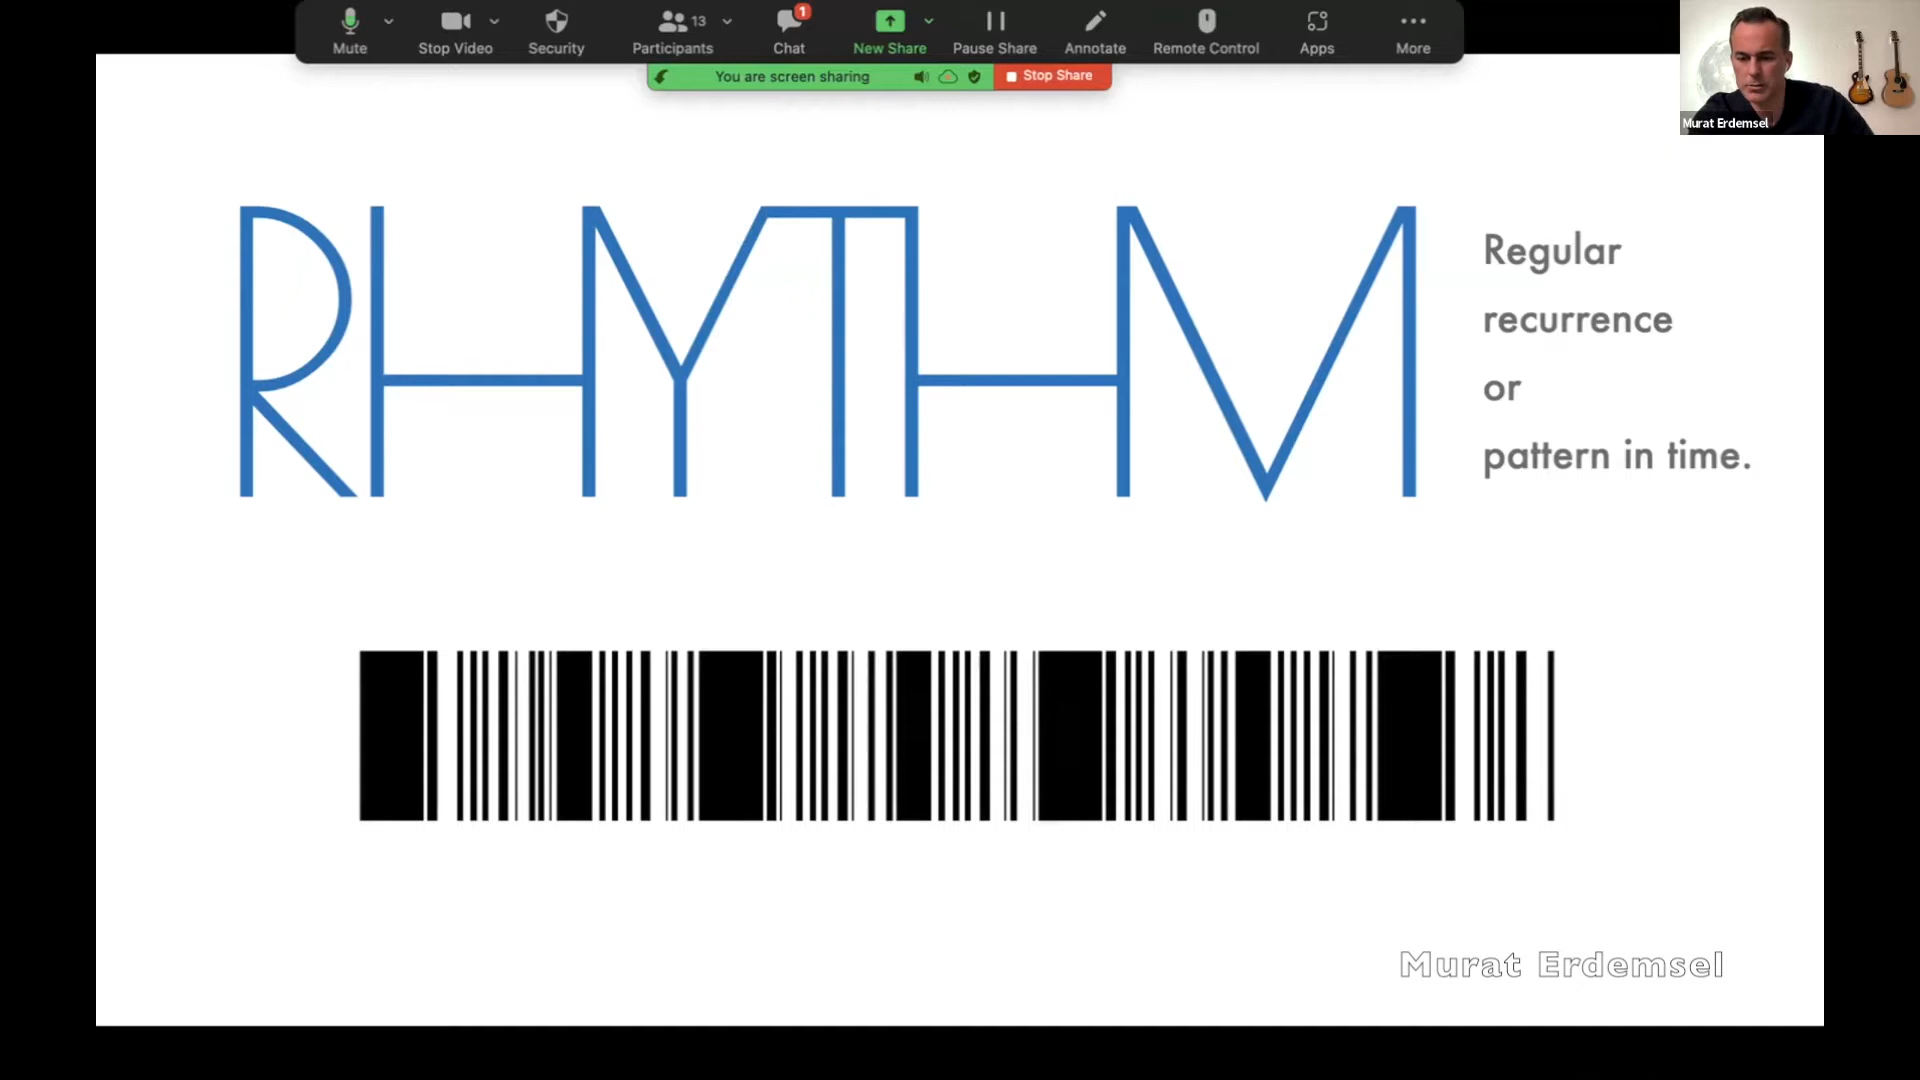 Mute
Stop Video
Security
13
Participants
1
Chat
New Share
Pause Share
Annotate
Remote Control
Apps
More
You are screen sharing
Stop Share
Murat Erdemsel
RHYTHM
Regular
recurrence
or
pattern in time.
Murat Erdemsel